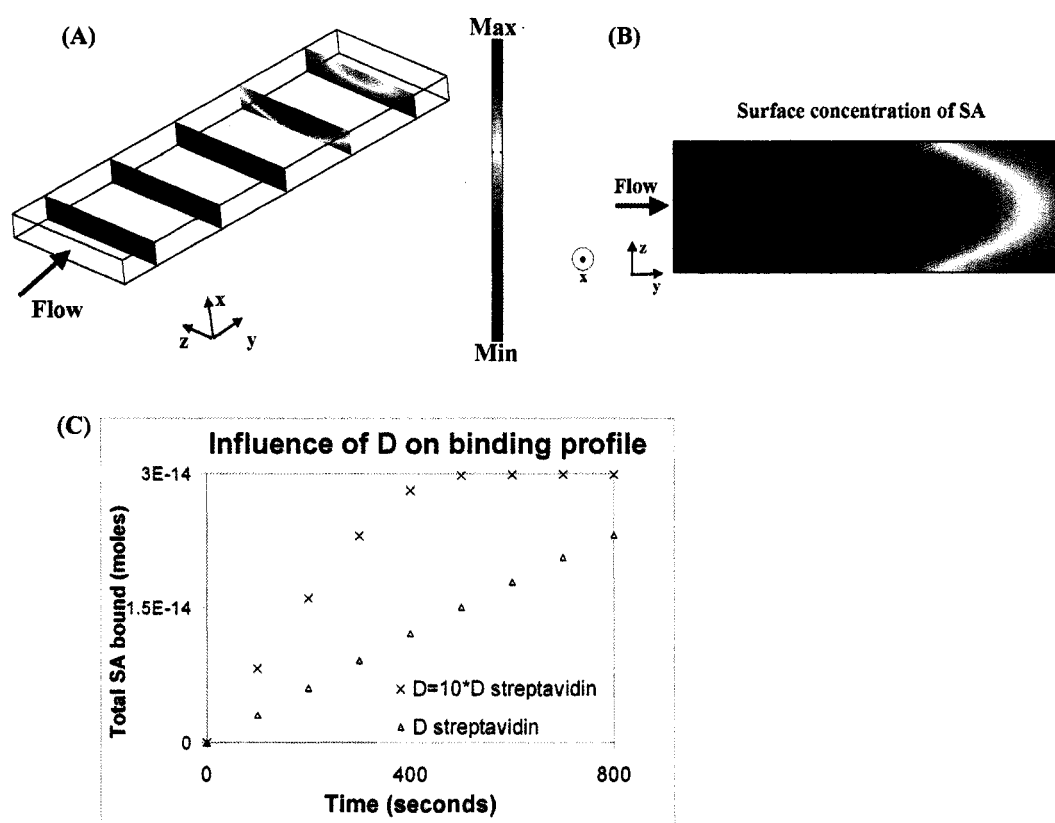 (A)
Max
(B)
Surface concentration of SA
Flow
Flow
x
z
y
z
x
y
Min
(C)
Influence of D on binding profile
3E-14
1.5E-14
0
Total SA bound (moles)
× D=10*D streptavidin
▵ D streptavidin
0
400
800
Time (seconds)